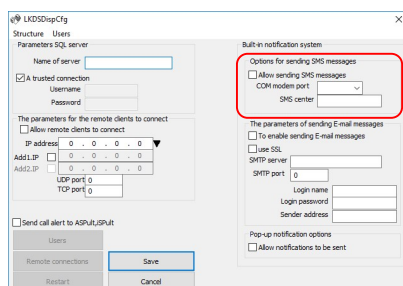 LKDSDispCfg
Structure Users
Parameters SQL server
Name of server
A trusted connection
Username
Password
The parameters for the remote clients to connect
Allow remote clients to connect
IP address 0 . 0 . 0 . 0
Add1.IP 0 . 0 . 0 . 0
Add2.IP 0 . 0 . 0 . 0
UDP port 0
TCP port 0
Send call alert to ASPult,iSPult
Users
Remote connections
Save
Restart
Cancel
Built-in notification system
Options for sending SMS messages
Allow sending SMS messages
COM modem port
SMS center
The parameters of sending E-mail messages
To enable sending E-mail messages
use SSL
SMTP server
SMTP port 0
Login name
Login password
Sender address
Pop-up notification options
Allow notifications to be sent